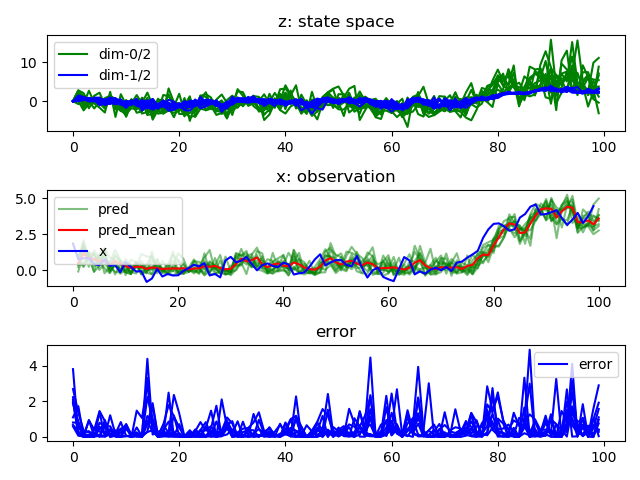 z: state space
10
0
dim-0/2
dim-1/2
0 20 40 60 80 100
x: observation
5.0
2.5
0.0
pred
pred_mean
x
0 20 40 60 80 100
error
4
2
0
error
0 20 40 60 80 100